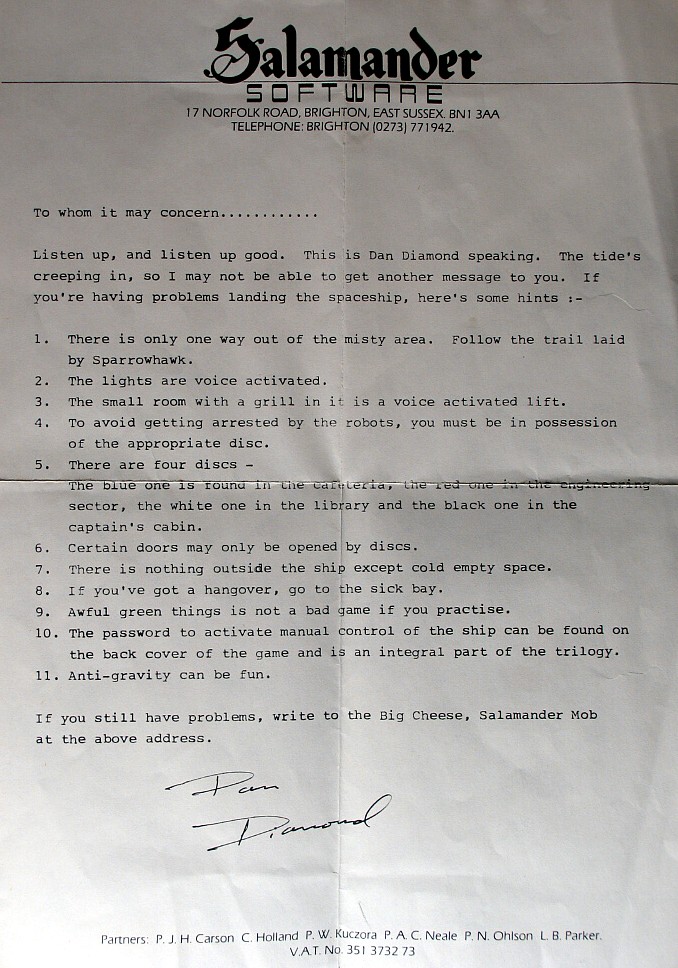 Salamander
SOFTWARE
17 NORFOLK ROAD, BRIGHTON, EAST SUSSEX. BN1 3AA
TELEPHONE: BRIGHTON (0273) 771942.
To whom it may concern............
Listen up, and listen up good.  This is Dan Diamond speaking.  The tide's
creeping in, so I may not be able to get another message to you.  If
you're having problems landing the spaceship, here's some hints :-
1.  There is only one way out of the misty area.  Follow the trail laid
by Sparrowhawk.
2.  The lights are voice activated.
3.  The small room with a grill in it is a voice activated lift.
4.  To avoid getting arrested by the robots, you must be in possession
of the appropriate disc.
5.  There are four discs -
The blue one is round in the cafeteria, the red one in the engineering
sector, the white one in the library and the black one in the
captain's cabin.
6.  Certain doors may only be opened by discs.
7.  There is nothing outside the ship except cold empty space.
8.  If you've got a hangover, go to the sick bay.
9.  Awful green things is not a bad game if you practise.
10. The password to activate manual control of the ship can be found on
the back cover of the game and is an integral part of the trilogy.
11. Anti-gravity can be fun.
If you still have problems, write to the Big Cheese, Salamander Mob
at the above address.
Dan
Diamond
Partners: P. J. H. Carson C. Holland P. W. Kuczora P. A. C. Neale P. N. Ohlson L. B. Parker.
V.A.T. No. 351 3732 73